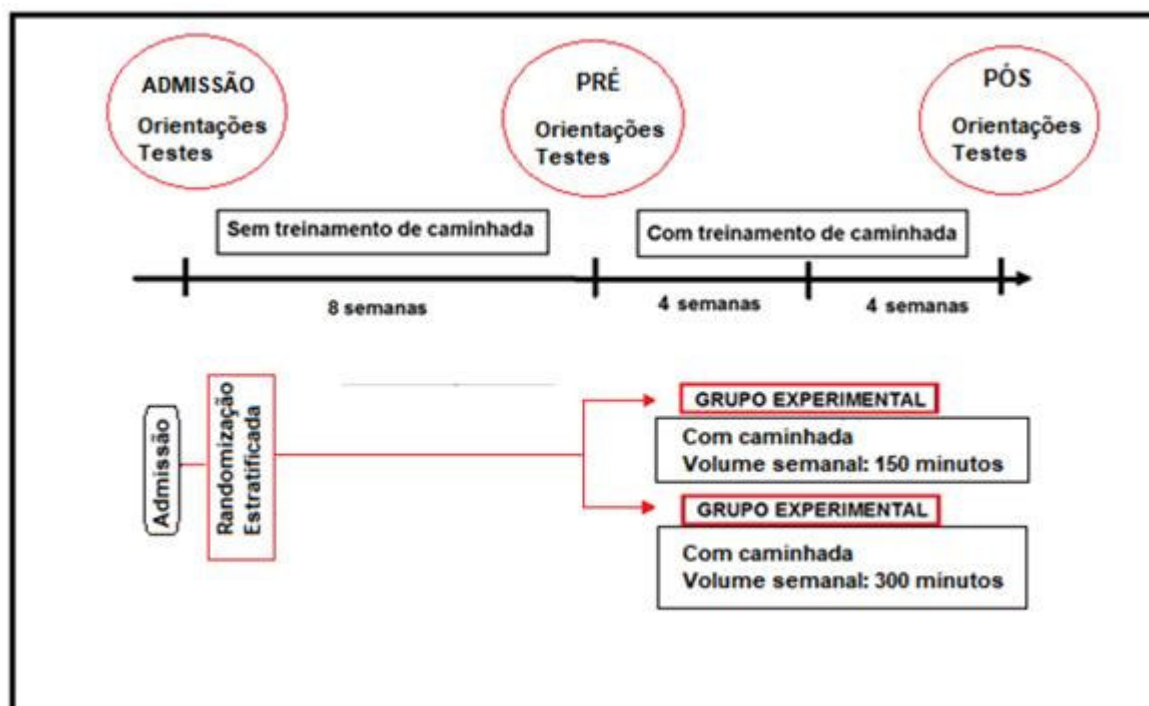 ADMISSÃO
Orientações
Testes
PRÉ
Orientações
Testes
PÓS
Orientações
Testes
Sem treinamento de caminhada
Com treinamento de caminhada
8 semanas
4 semanas
4 semanas
Admissão
Randomização
Estratificada
GRUPO EXPERIMENTAL
Com caminhada
Volume semanal: 150 minutos
GRUPO EXPERIMENTAL
Com caminhada
Volume semanal: 300 minutos